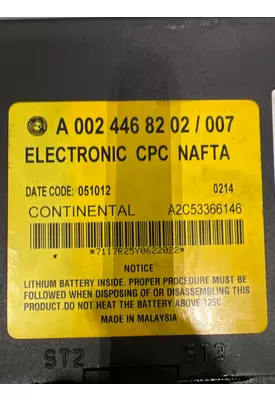 A 002 446 82 02 / 007
ELECTRONIC CPC NAFTA
DATE CODE: 051012 0214
CONTINENTAL A2C53366146
*7117R25Y0622022*
NOTICE
LITHIUM BATTERY INSIDE. PROPER PROCEDURE MUST BE
FOLLOWED WHEN DISPOSING OF OR DISASSEMBLING THIS
PRODUCT.DO NOT HEAT THE BATTERY ABOVE 125C.
MADE IN MALAYSIA
ST2 ST3